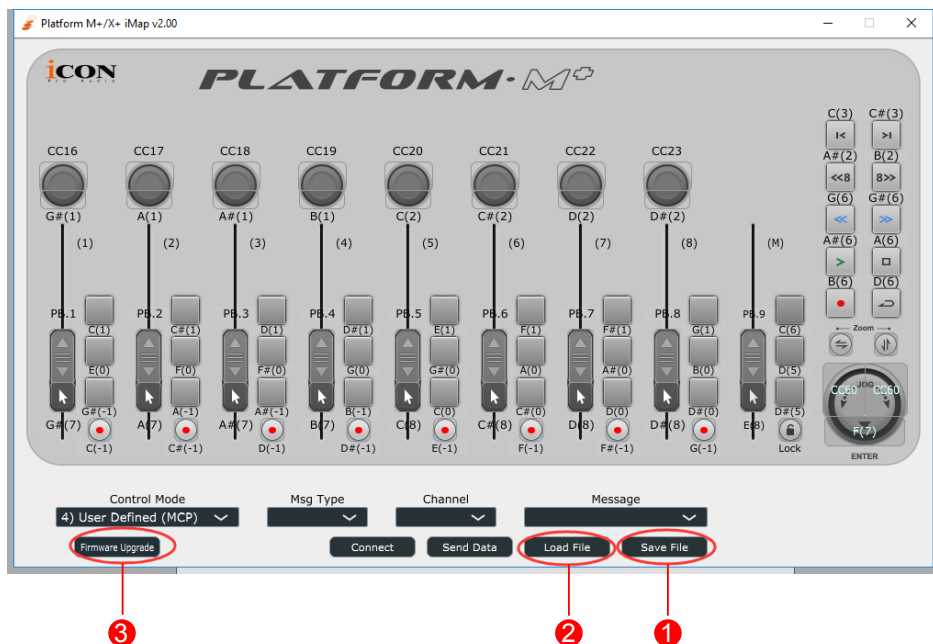 Platform M+/X+ iMap v2.00
iCON
Pro Audio
PLATFORM·M+
C(3) C#(3)
I< >I
CC16 CC17 CC18 CC19 CC20 CC21 CC22 CC23
A#(2) B(2)
<<8 8>>
G(6) G#(6)
G#(1) A(1) A#(1) B(1) C(2) C#(2) D(2) D#(2)
(1) (2) (3) (4) (5) (6) (7) (8) (M)
A#(6) A(6)
B(6) D(6)
PB.1 PB.2 PB.3 PB.4 PB.5 PB.6 PB.7 PB.8 PB.9
C(1) C#(1) D(1) D#(1) E(1) F(1) F#(1) G(1) C(6)
Zoom
E(0) F(0) F#(0) G(0) G#(0) A(0) A#(0) B(0) D(5)
JOG
CC60 CC60
G#(-1) A(-1) A#(-1) B(-1) C(0) C#(0) D(0) D#(0) D#(5)
G#(7) A(7) A#(7) B(7) C(8) C#(8) D(8) D#(8) E(8)
F(7)
C(-1) C#(-1) D(-1) D#(-1) E(-1) F(-1) F#(-1) G(-1) Lock
ENTER
Control Mode Msg Type Channel Message
4) User Defined (MCP)
Firmware Upgrade Connect Send Data Load File Save File
3 2 1